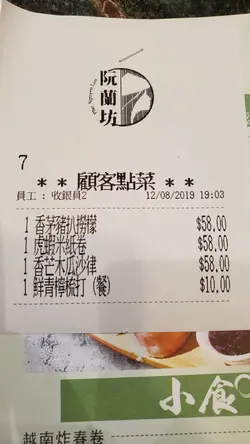 阮蘭坊
7
** 顧客點菜 **
員工 : 收銀員2 12/08/2019 19:03
1 香茅豬扒撈檬 $58.00
1 虎蝦米纸卷 $58.00
1 香芒木瓜沙律 $58.00
1 鮮青檸梳打 (餐) $10.00
小食
越南炸春卷